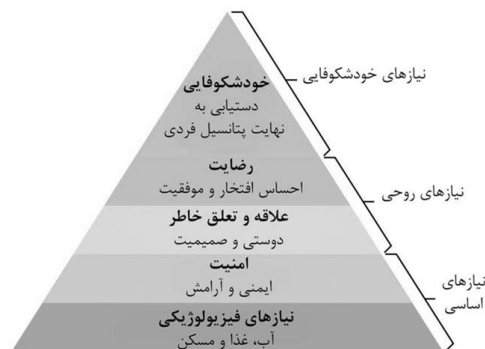 خودشکوفایی
دستیابی به
نهایت پتانسیل فردی
نیازهای خودشکوفایی
رضایت
احساس افتخار و موفقیت
علاقه و تعلق خاطر
دوستی و صمیمیت
نیازهای روحی
امنیت
ایمنی و آرامش
نیازهای فیزیولوژیکی
آب، غذا و مسکن
نیازهای
اساسی